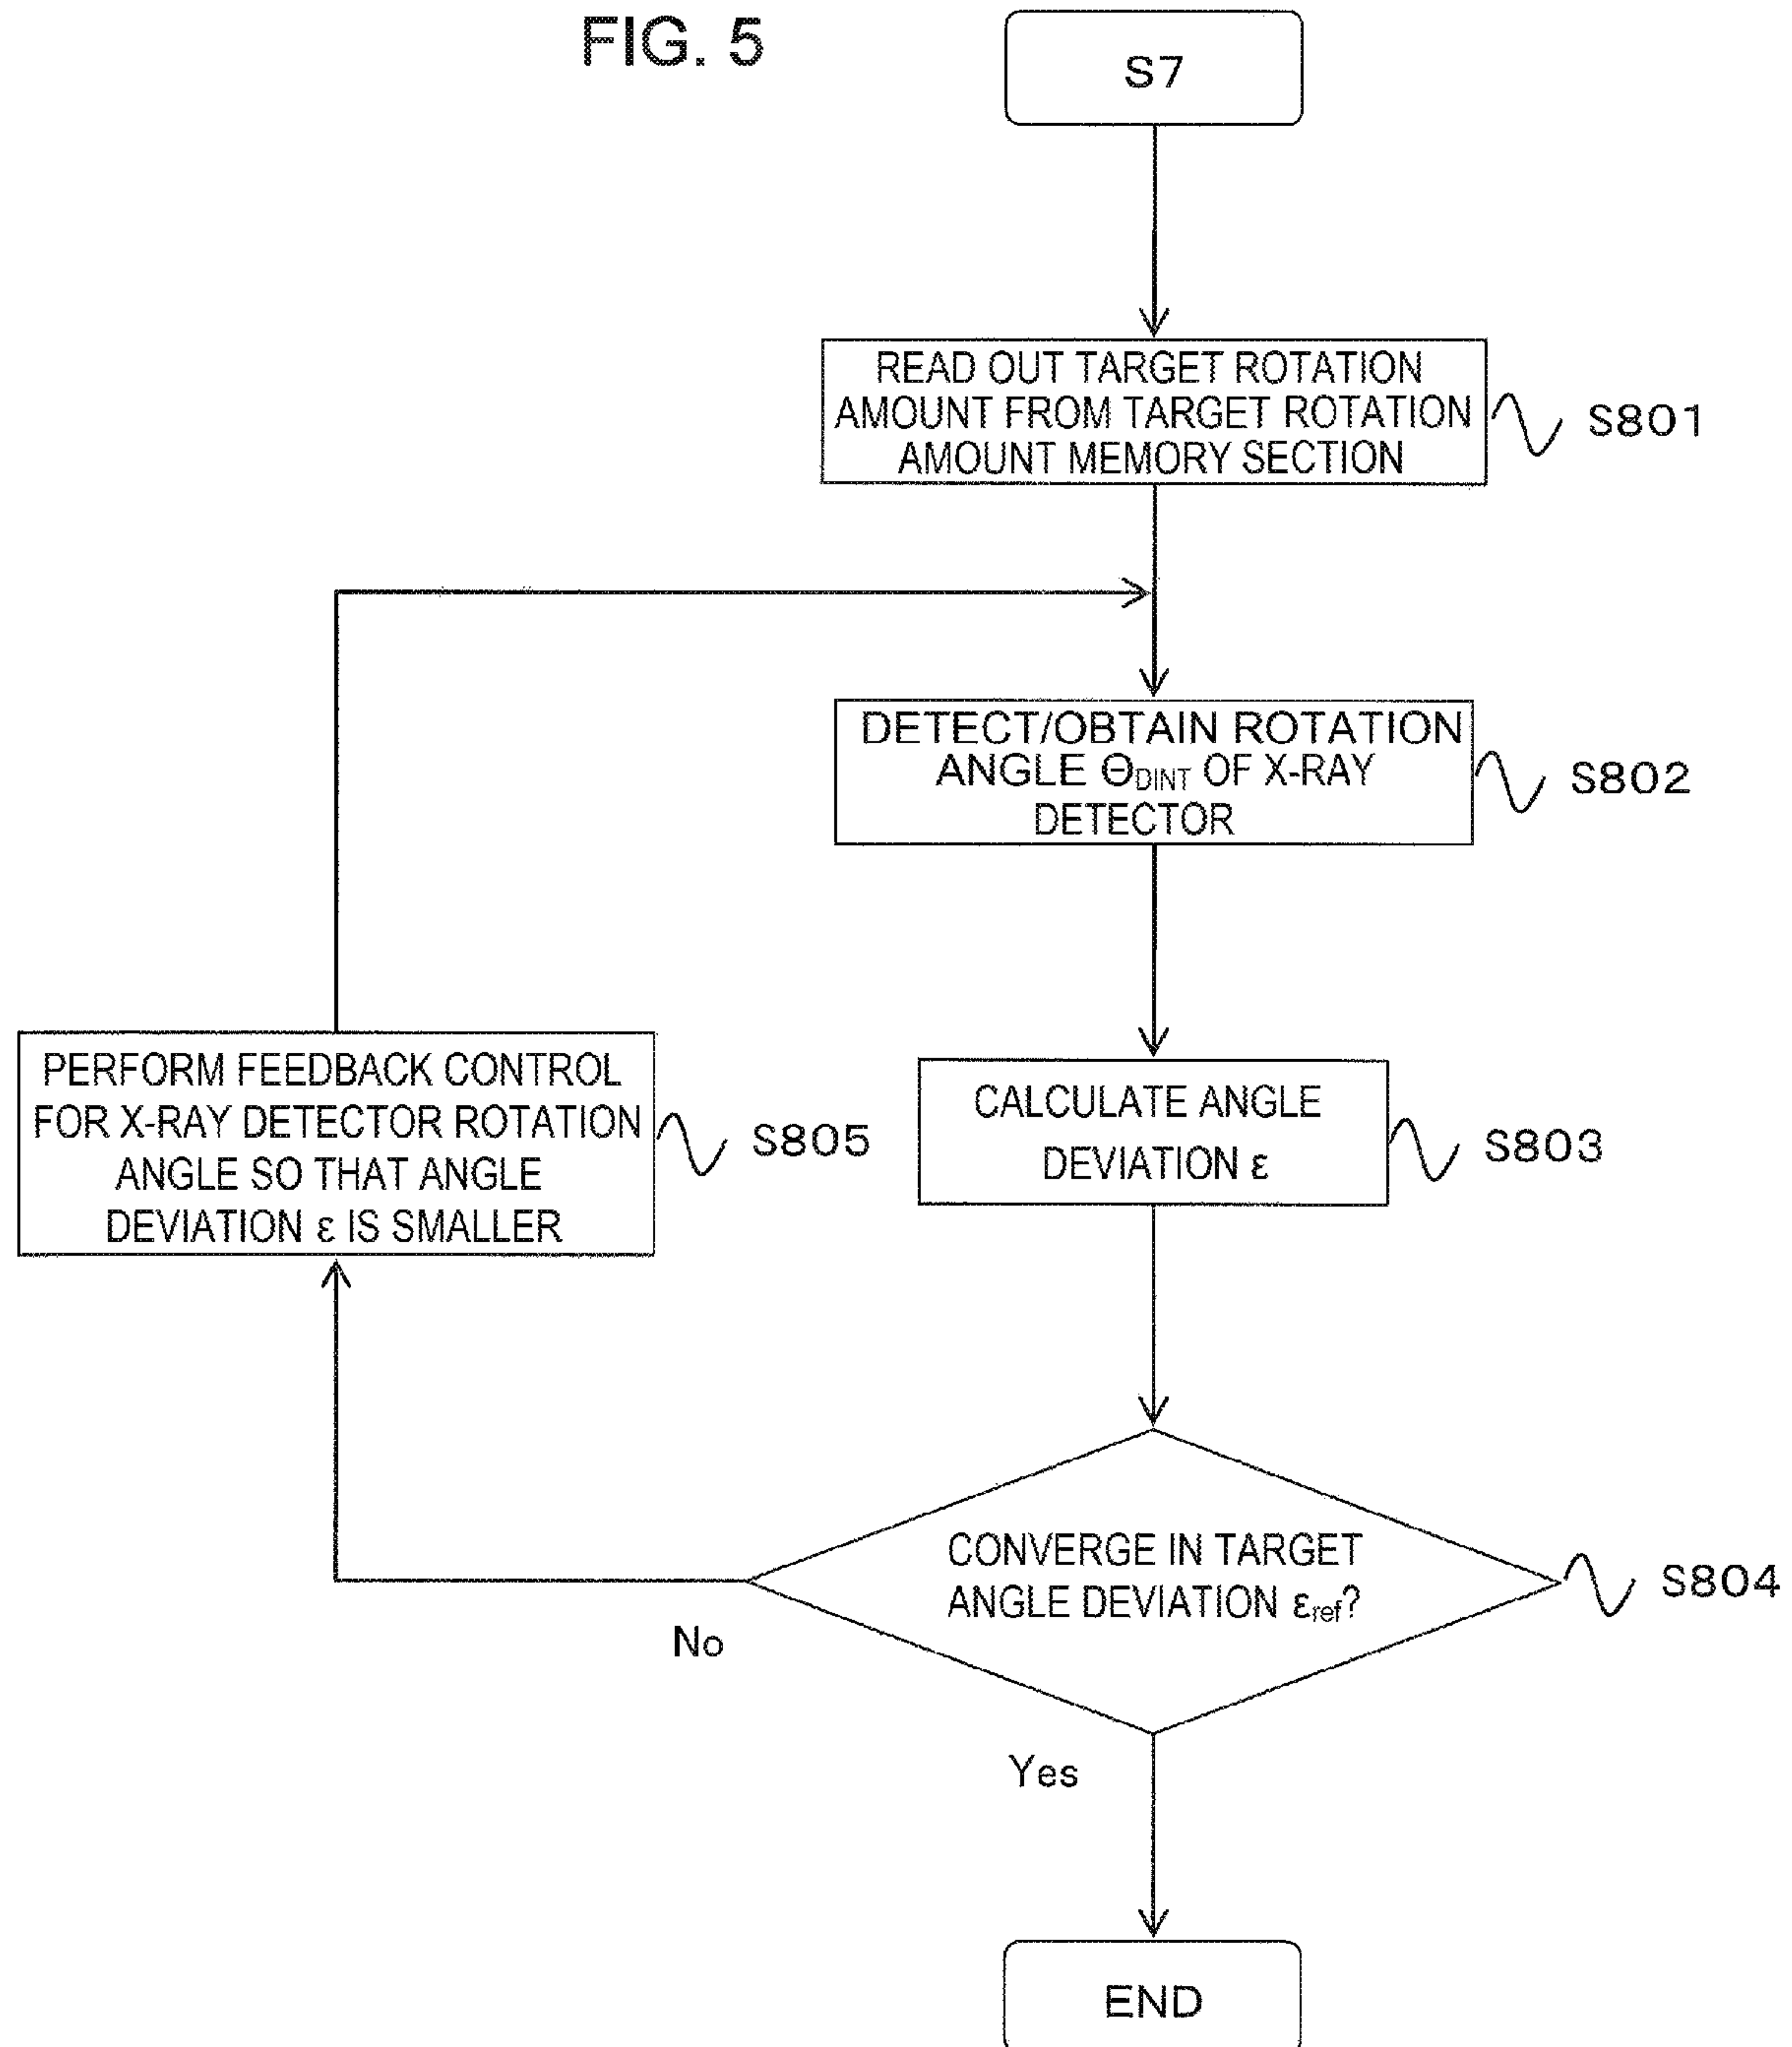 FIG. 5
S7
READ OUT TARGET ROTATION
AMOUNT FROM TARGET ROTATION
AMOUNT MEMORY SECTION
S801
DETECT/OBTAIN ROTATION
ANGLE Θ_DINT OF X-RAY
DETECTOR
S802
CALCULATE ANGLE
DEVIATION ε
S803
PERFORM FEEDBACK CONTROL
FOR X-RAY DETECTOR ROTATION
ANGLE SO THAT ANGLE
DEVIATION ε IS SMALLER
S805
CONVERGE IN TARGET
ANGLE DEVIATION ε_ref?
S804
No
Yes
END